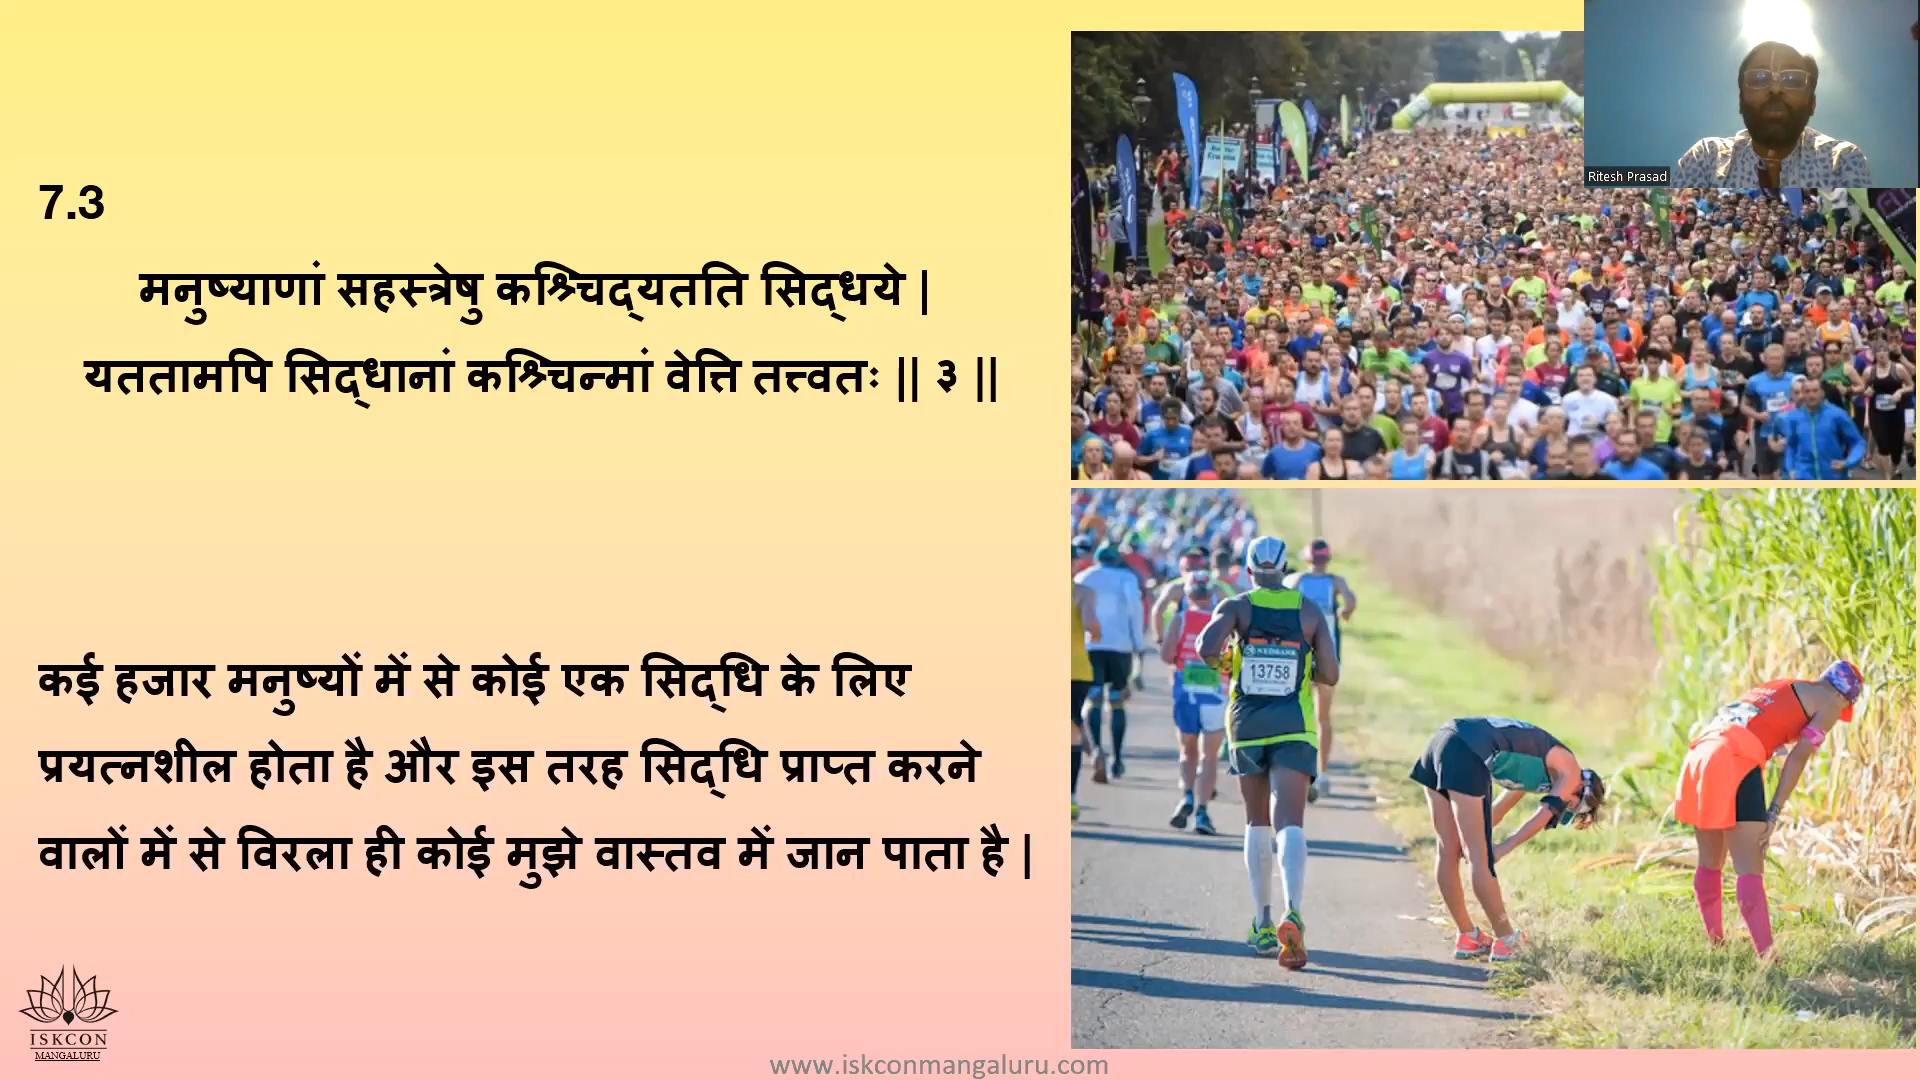 7.3
मनुष्याणां सहस्त्रेषु कश्र्चिद्यतति सिद्धये |
यततामपि सिद्धानां कश्र्चिन्मां वेत्ति तत्त्वतः || ३ ||
कई हजार मनुष्यों में से कोई एक सिद्धि के लिए
प्रयत्नशील होता है और इस तरह सिद्धि प्राप्त करने
वालों में से विरला ही कोई मुझे वास्तव में जान पाता है |
Ritesh Prasad
NEDBANK
13758
ISKCON
MANGALURU
www.iskconmangaluru.com